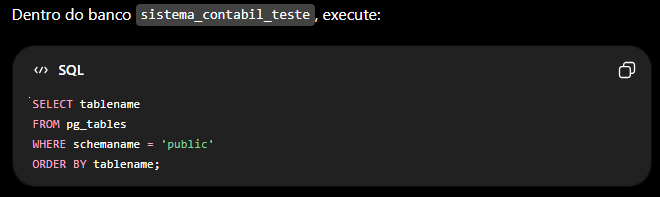 Dentro do banco sistema_contabil_teste, execute:
</> SQL
SELECT tablename
FROM pg_tables
WHERE schemaname = 'public'
ORDER BY tablename;